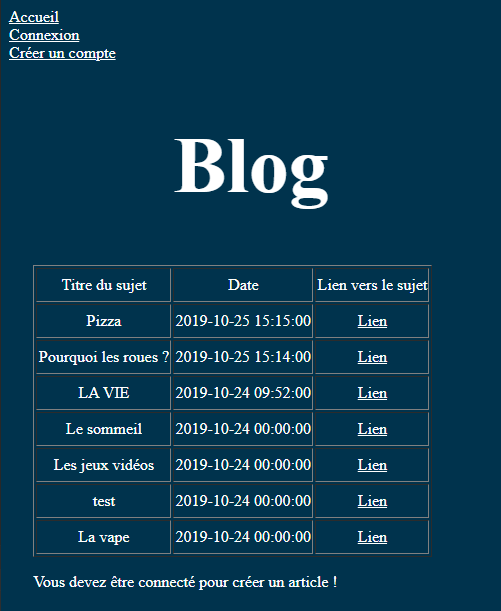 Accueil
Connexion
Créer un compte
Blog
Titre du sujet Date Lien vers le sujet
Pizza 2019-10-25 15:15:00 Lien
Pourquoi les roues ? 2019-10-25 15:14:00 Lien
LA VIE 2019-10-24 09:52:00 Lien
Le sommeil 2019-10-24 00:00:00 Lien
Les jeux vidéos 2019-10-24 00:00:00 Lien
test 2019-10-24 00:00:00 Lien
La vape 2019-10-24 00:00:00 Lien
Vous devez être connecté pour créer un article !